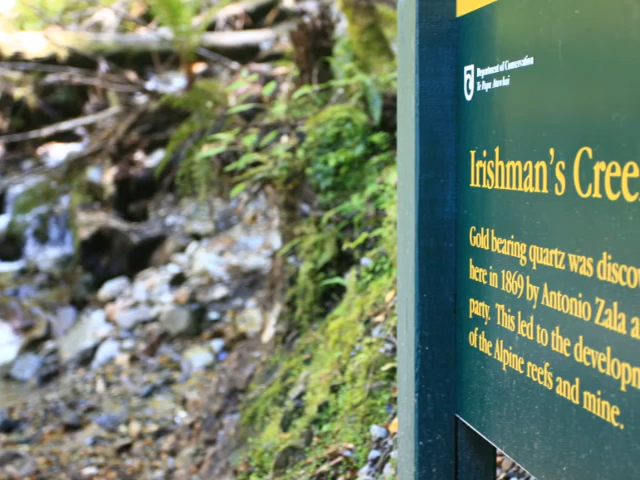 Department of Conservation
Te Papa Atawhai
Irishman's Cree
Gold bearing quartz was disco
here in 1869 by Antonio Zala a
party. This led to the developm
of the Alpine reefs and mine.